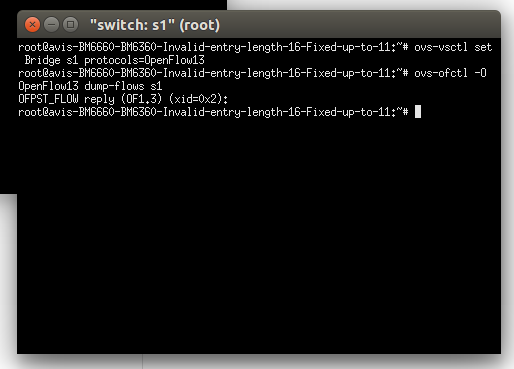 "switch: s1" (root)
root@avis-BM6660-BM6360-Invalid-entry-length-16-Fixed-up-to-11:~# ovs-vsctl set
 Bridge s1 protocols=OpenFlow13
root@avis-BM6660-BM6360-Invalid-entry-length-16-Fixed-up-to-11:~# ovs-ofctl -O
OpenFlow13 dump-flows s1
OFPST_FLOW reply (OF1.3) (xid=0x2):
root@avis-BM6660-BM6360-Invalid-entry-length-16-Fixed-up-to-11:~#